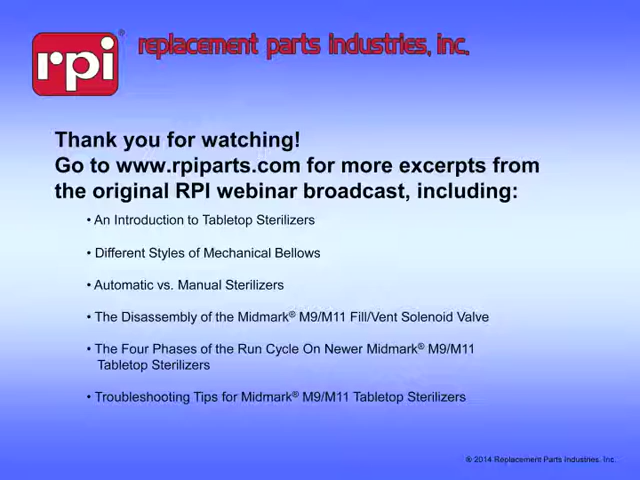 rpi®
replacement parts industries, inc.
Thank you for watching!
Go to www.rpiparts.com for more excerpts from
the original RPI webinar broadcast, including:
• An Introduction to Tabletop Sterilizers
• Different Styles of Mechanical Bellows
• Automatic vs. Manual Sterilizers
• The Disassembly of the Midmark® M9/M11 Fill/Vent Solenoid Valve
• The Four Phases of the Run Cycle On Newer Midmark® M9/M11
Tabletop Sterilizers
• Troubleshooting Tips for Midmark® M9/M11 Tabletop Sterilizers
® 2014 Replacement Parts Industries, Inc.